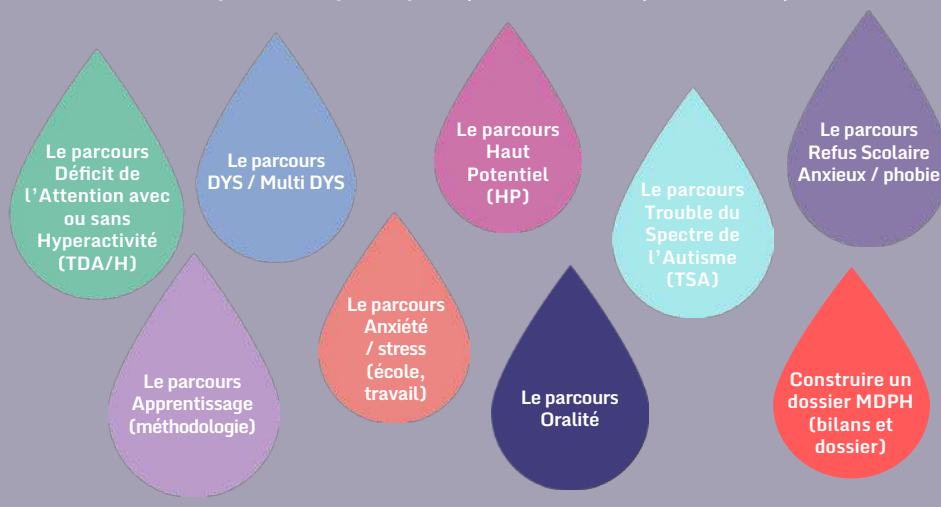 Le parcours
Déficit de
l'Attention avec
ou sans
Hyperactivité
(TDA/H)
Le parcours
DYS / Multi DYS
Le parcours
Haut
Potentiel
(HP)
Le parcours
Trouble du
Spectre de
l'Autisme
(TSA)
Le parcours
Refus Scolaire
Anxieux / phobie
Le parcours
Apprentissage
(méthodologie)
Le parcours
Anxiété
/ stress
(école,
travail)
Le parcours
Oralité
Construire un
dossier MDPH
(bilans et
dossier)